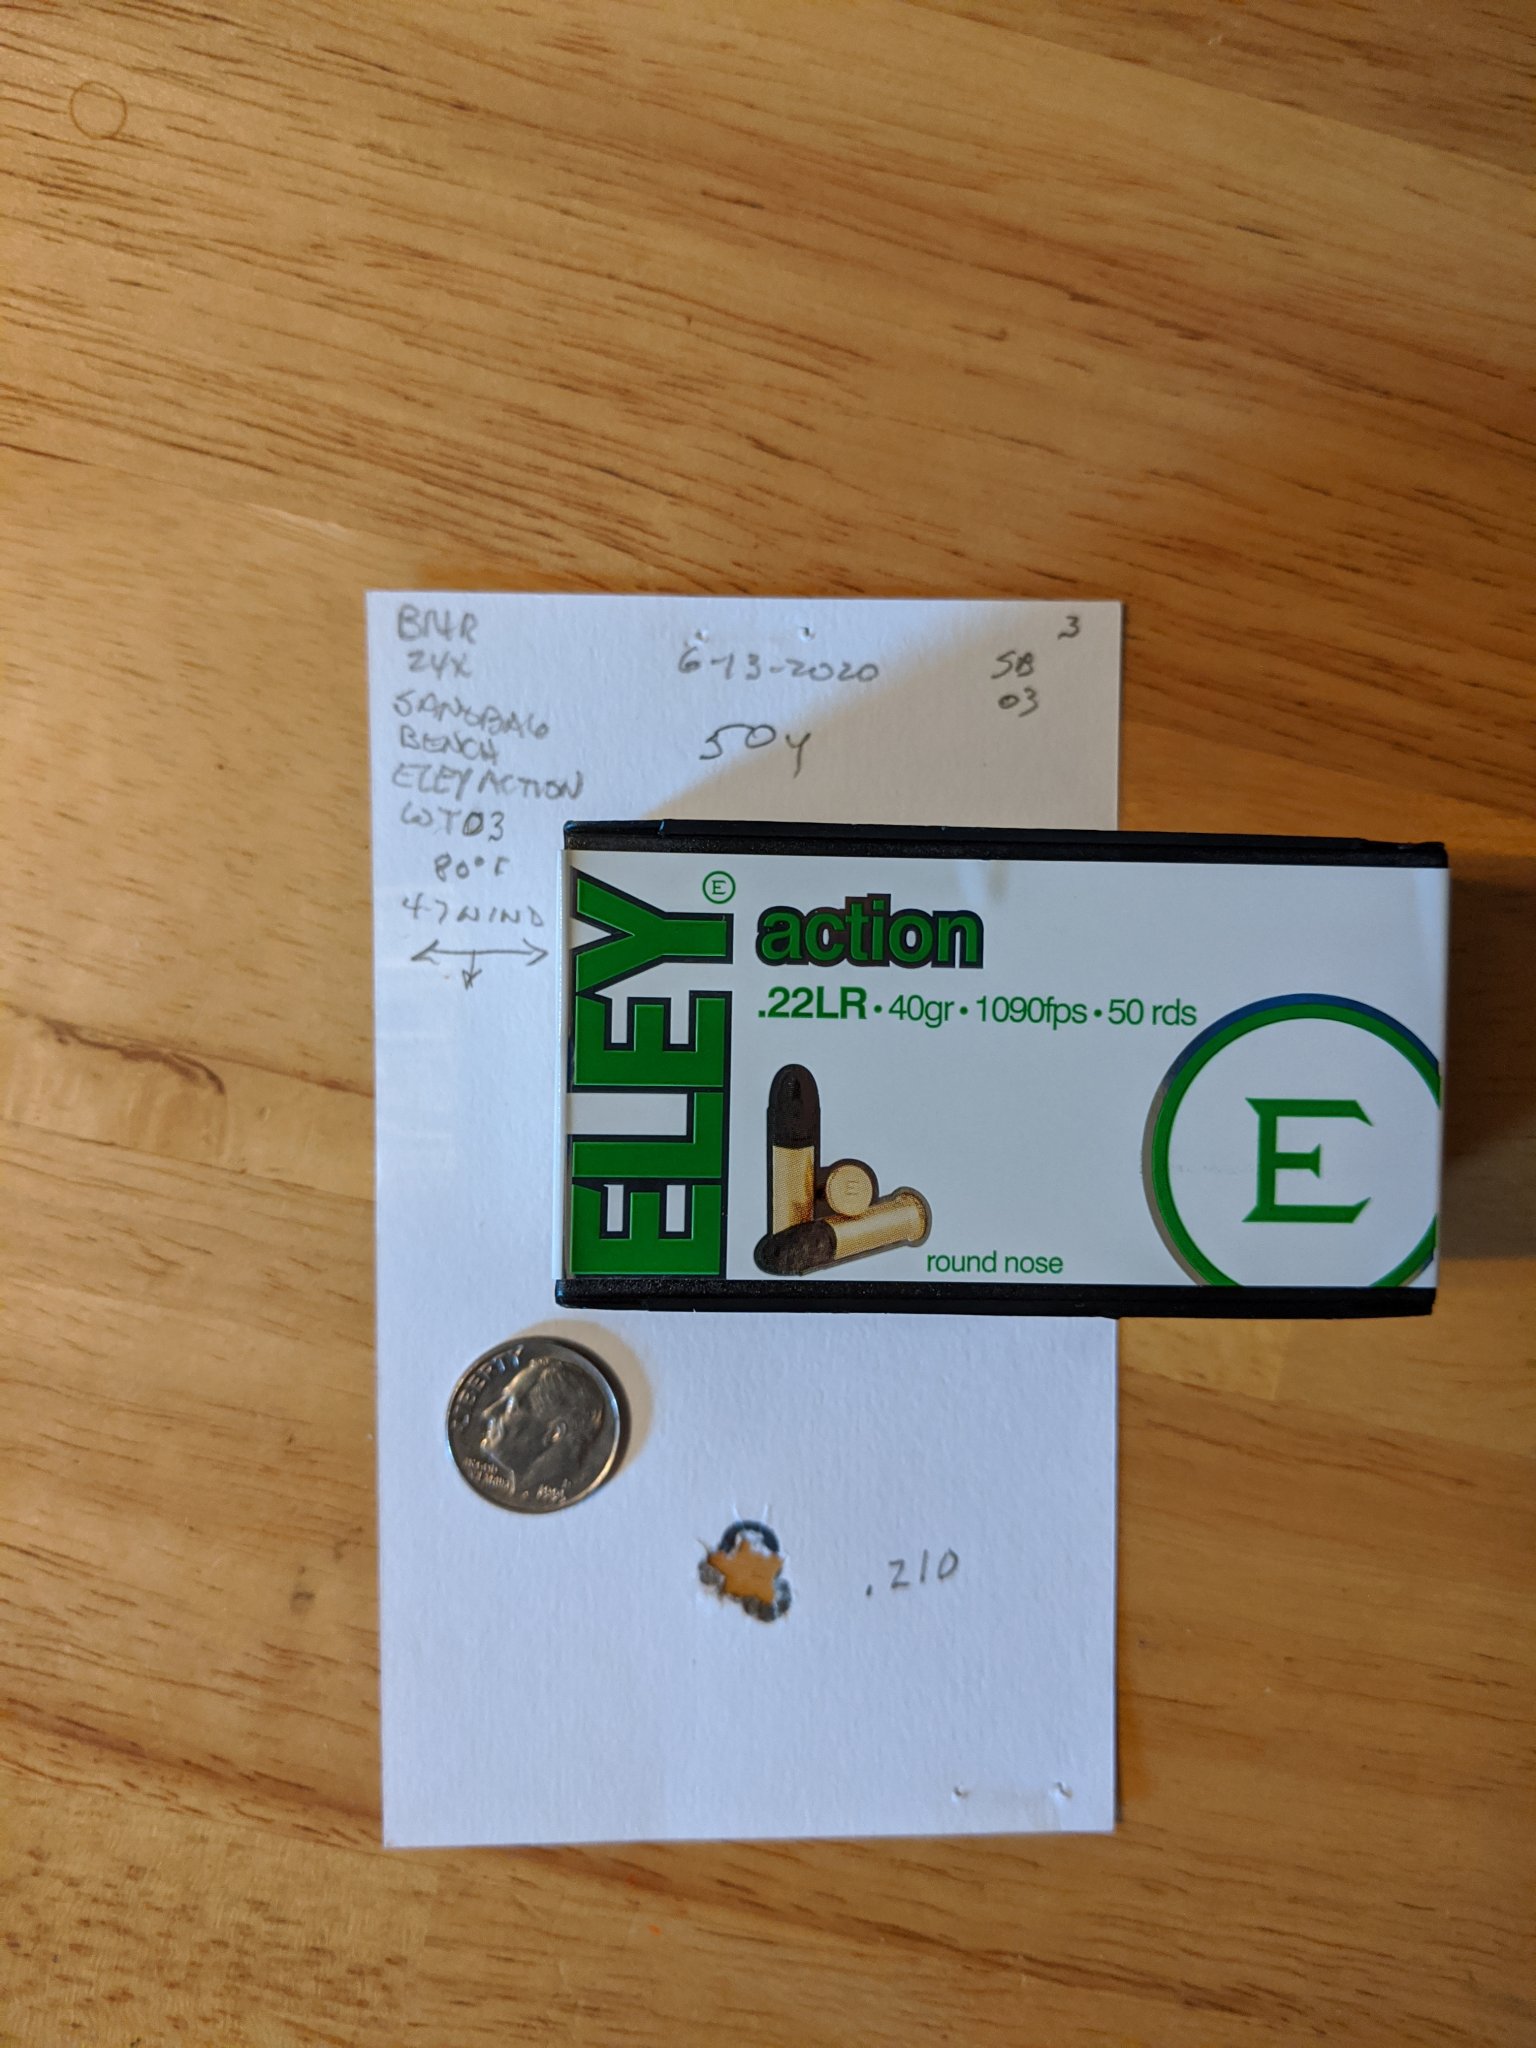 3
6-13-2020
24X
SB
03
SANDBAG
BENCH
50y
ELEY ACTION
WT03
80°F
4-7 WIND
ELEY
E
action
.22LR • 40gr • 1090fps • 50 rds
E
E
round nose
LIBERTY
.210